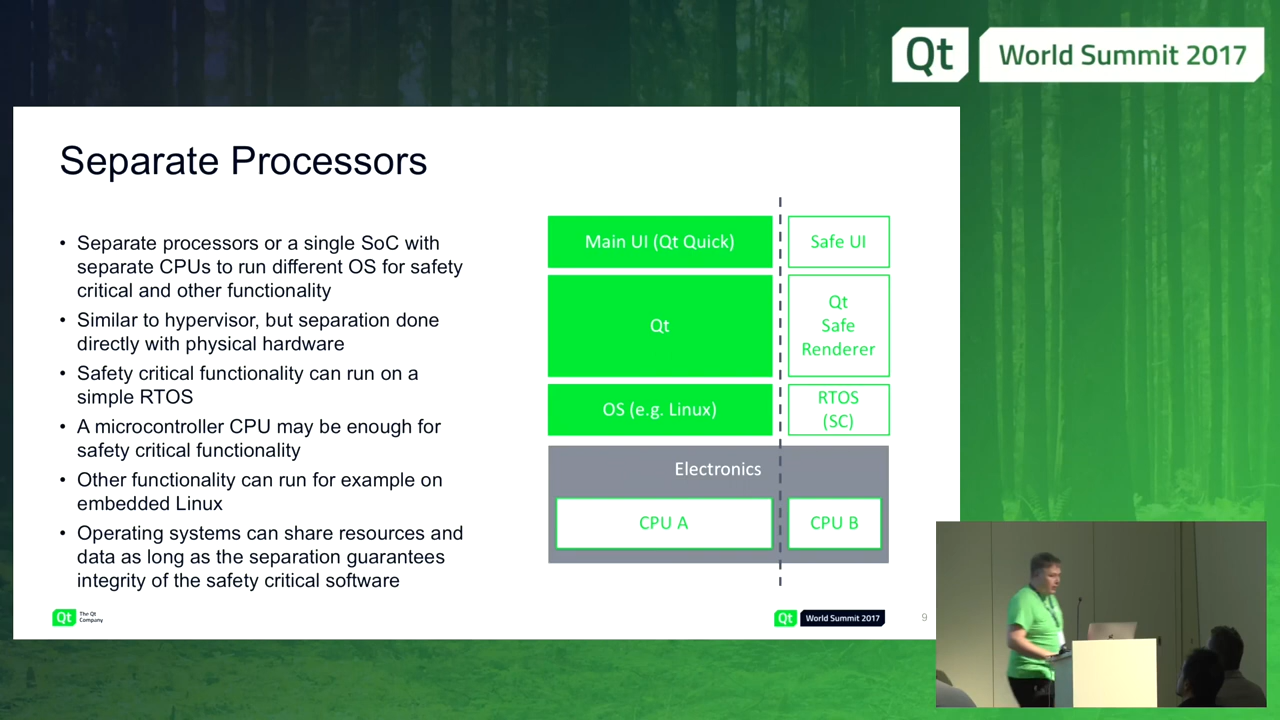 Qt World Summit 2017
Separate Processors
• Separate processors or a single SoC with
separate CPUs to run different OS for safety
critical and other functionality
• Similar to hypervisor, but separation done
directly with physical hardware
• Safety critical functionality can run on a
simple RTOS
• A microcontroller CPU may be enough for
safety critical functionality
• Other functionality can run for example on
embedded Linux
• Operating systems can share resources and
data as long as the separation guarantees
integrity of the safety critical software
Main UI (Qt Quick)
Safe UI
Qt
Qt
Safe
Renderer
OS (e.g. Linux)
RTOS
(SC)
Electronics
CPU A
CPU B
Qt
The Qt
Company
Qt World Summit 2017
9